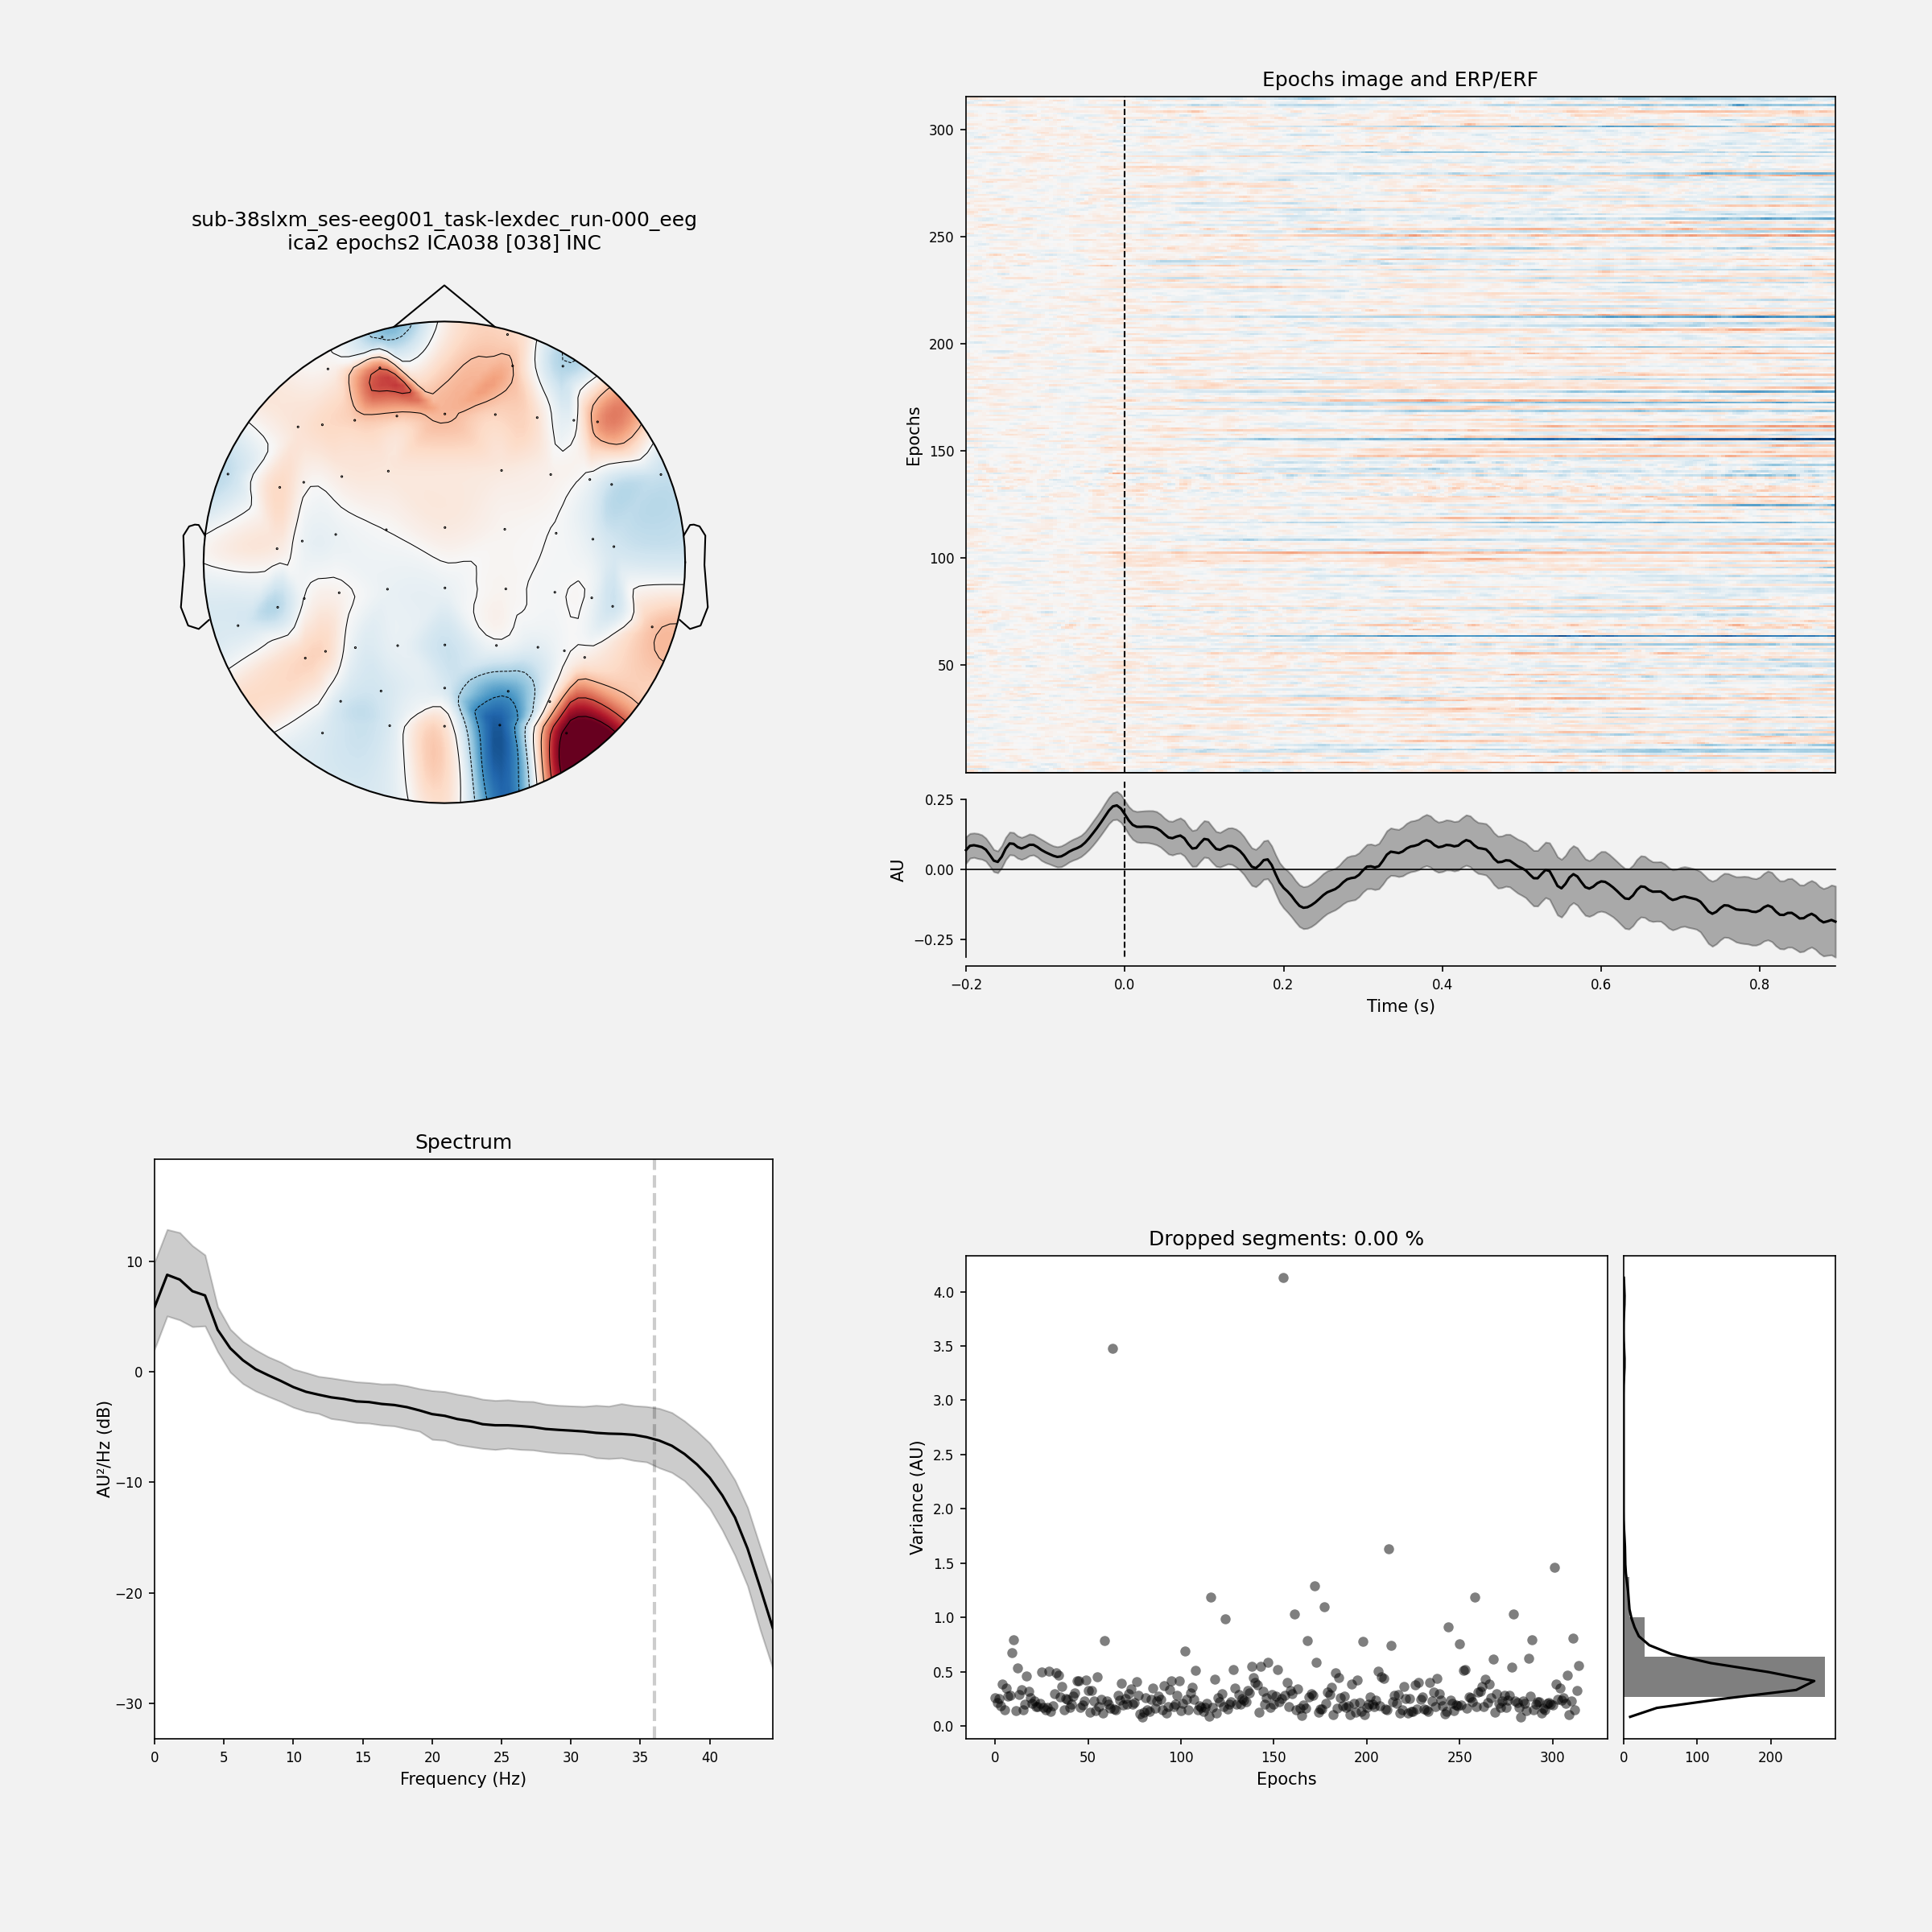 sub-38slxm_ses-eeg001_task-lexdec_run-000_eeg
ica2 epochs2 ICA038 [038] INC
Epochs image and ERP/ERF
Epochs
300
250
200
150
100
50
AU
0.25
0.00
−0.25
−0.2 0.0 0.2 0.4 0.6 0.8
Time (s)
Spectrum
AU²/Hz (dB)
10
0
−10
−20
−30
0 5 10 15 20 25 30 35 40
Frequency (Hz)
Dropped segments: 0.00 %
Variance (AU)
4.0
3.5
3.0
2.5
2.0
1.5
1.0
0.5
0.0
0 50 100 150 200 250 300
Epochs
0 100 200